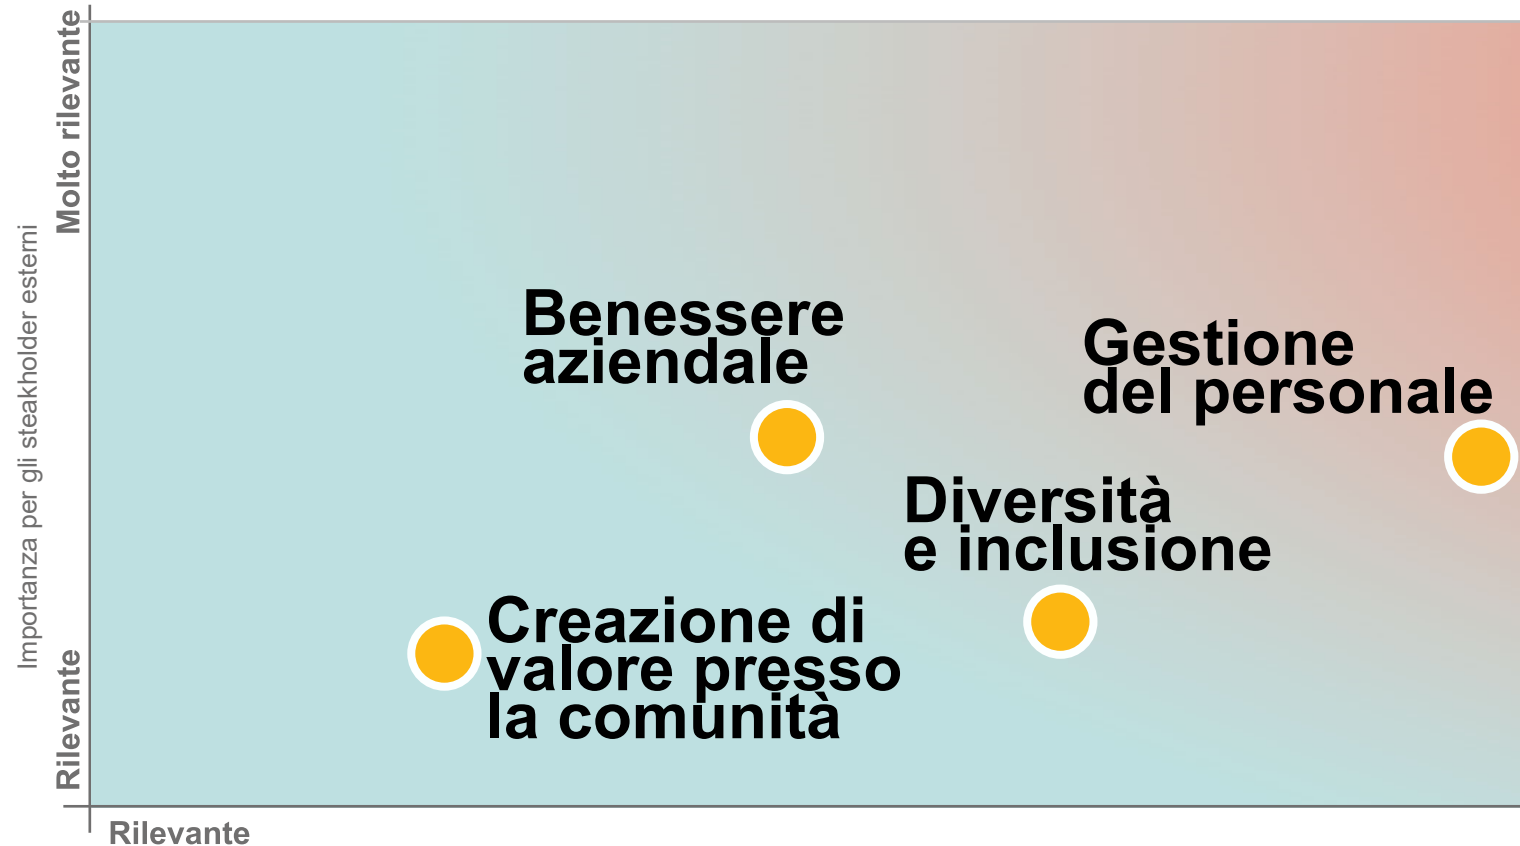 Molto rilevante
Importanza per gli steakholder esterni
Rilevante
Benessere
aziendale
Gestione
del personale
Diversità
e inclusione
Creazione di
valore presso
la comunità
Rilevante